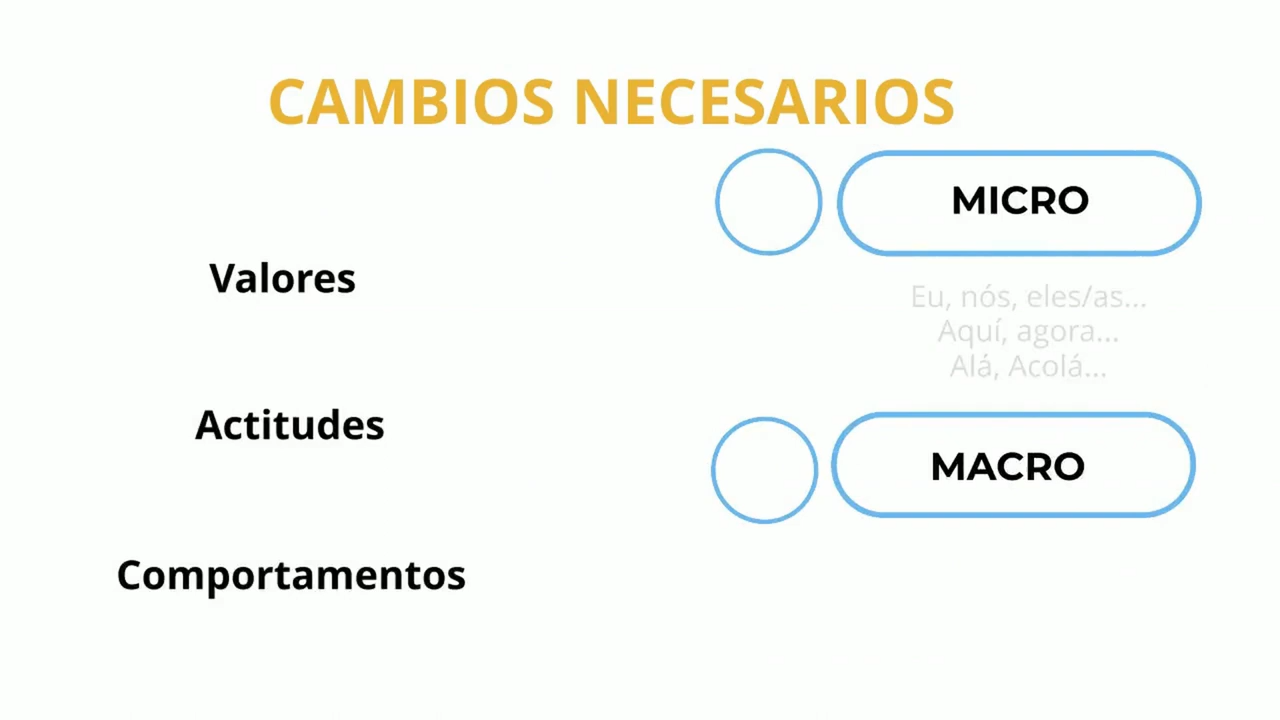 CAMBIOS NECESARIOS
Valores
Actitudes
Comportamentos
MICRO
Eu, nós, eles/as...
Aquí, agora...
Alá, Acolá...
MACRO